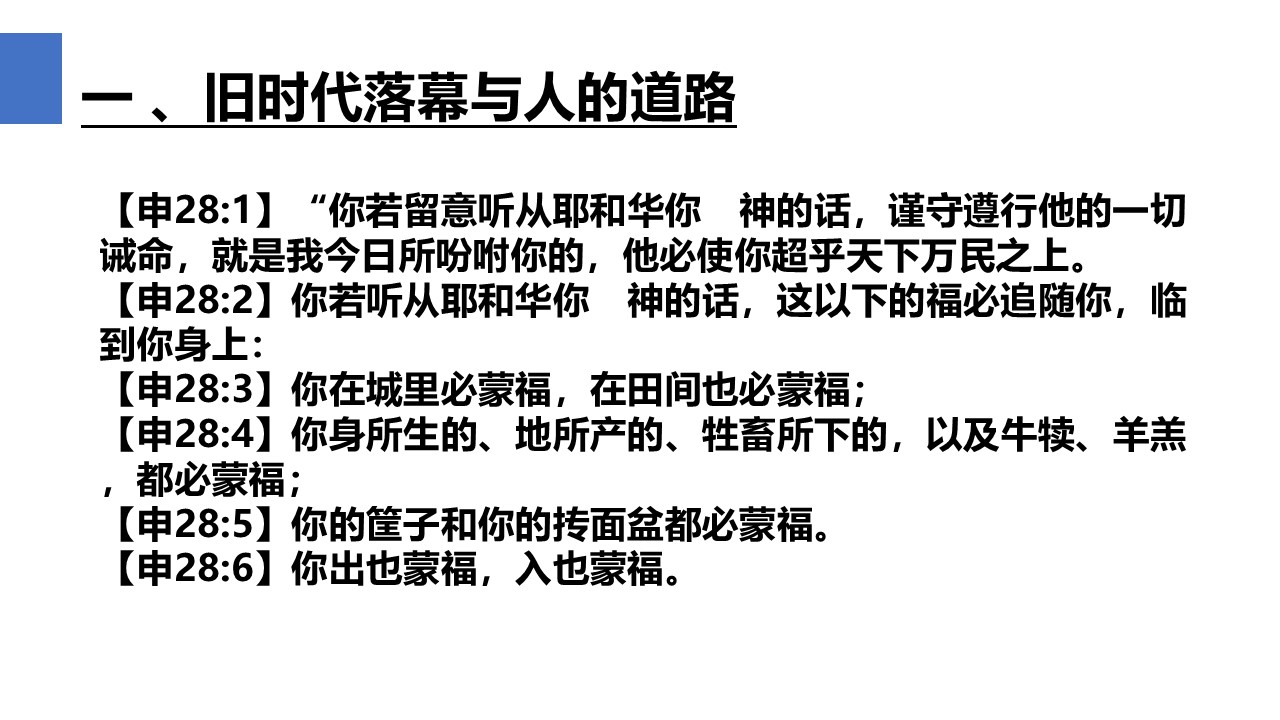 一 、旧时代落幕与人的道路
【申28:1】“你若留意听从耶和华你　神的话，谨守遵行他的一切
诫命，就是我今日所吩咐你的，他必使你超乎天下万民之上。
【申28:2】你若听从耶和华你　神的话，这以下的福必追随你，临
到你身上：
【申28:3】你在城里必蒙福，在田间也必蒙福；
【申28:4】你身所生的、地所产的、牲畜所下的，以及牛犊、羊羔
，都必蒙福；
【申28:5】你的筐子和你的抟面盆都必蒙福。
【申28:6】你出也蒙福，入也蒙福。